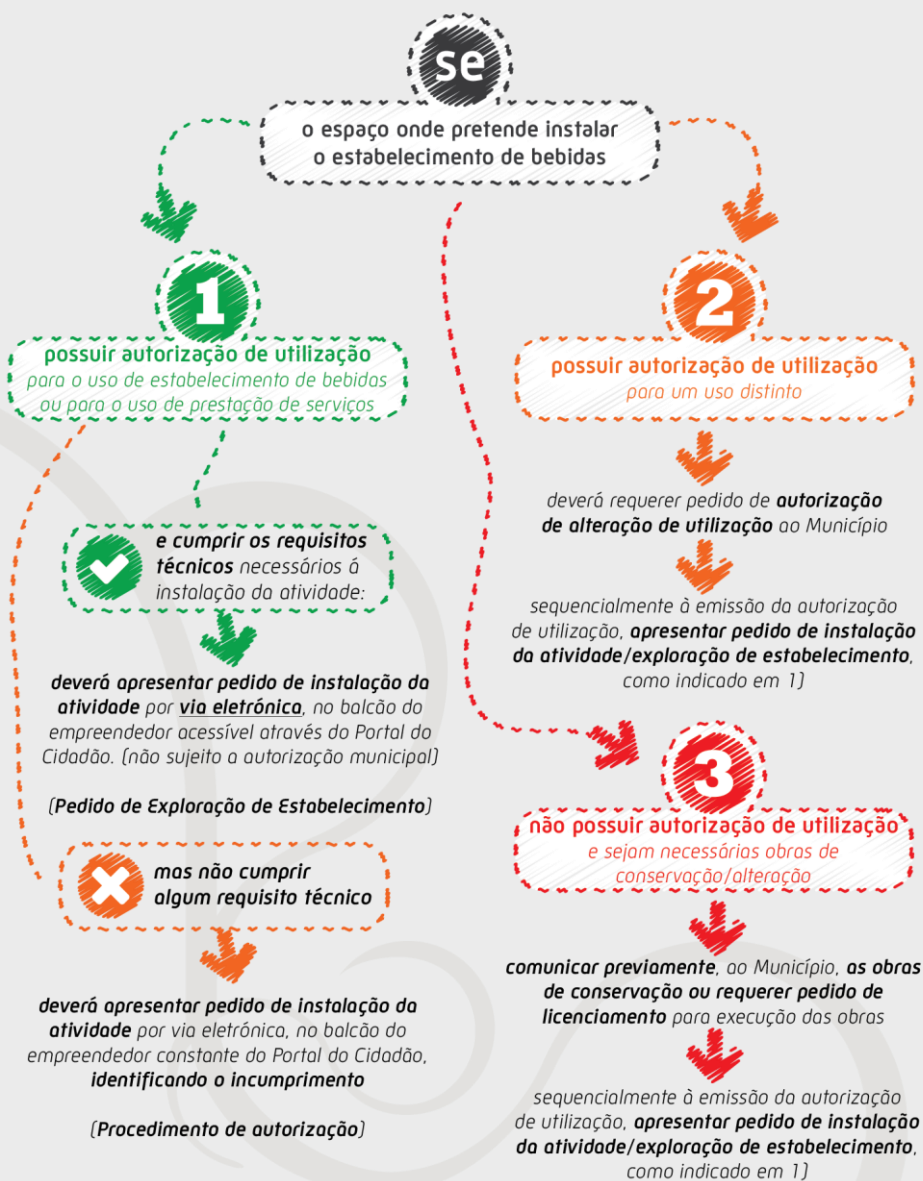 se
o espaço onde pretende instalar
o estabelecimento de bebidas
1
possuir autorização de utilização
para o uso de estabelecimento de bebidas
ou para o uso de prestação de serviços
e cumprir os requisitos
técnicos necessários á
instalação da atividade:
deverá apresentar pedido de instalação da
atividade por via eletrónica, no balcão do
empreendedor acessível através do Portal do
Cidadão. (não sujeito a autorização municipal)
(Pedido de Exploração de Estabelecimento)
mas não cumprir
algum requisito técnico
deverá apresentar pedido de instalação da
atividade por via eletrónica, no balcão do
empreendedor constante do Portal do Cidadão,
identificando o incumprimento
(Procedimento de autorização)
2
possuir autorização de utilização
para um uso distinto
deverá requerer pedido de autorização
de alteração de utilização ao Município
sequencialmente à emissão da autorização
de utilização, apresentar pedido de instalação
da atividade/exploração de estabelecimento,
como indicado em 1)
3
não possuir autorização de utilização
e sejam necessárias obras de
conservação/alteração
comunicar previamente, ao Município, as obras
de conservação ou requerer pedido de
licenciamento para execução das obras
sequencialmente à emissão da autorização
de utilização, apresentar pedido de instalação
da atividade/exploração de estabelecimento,
como indicado em 1)